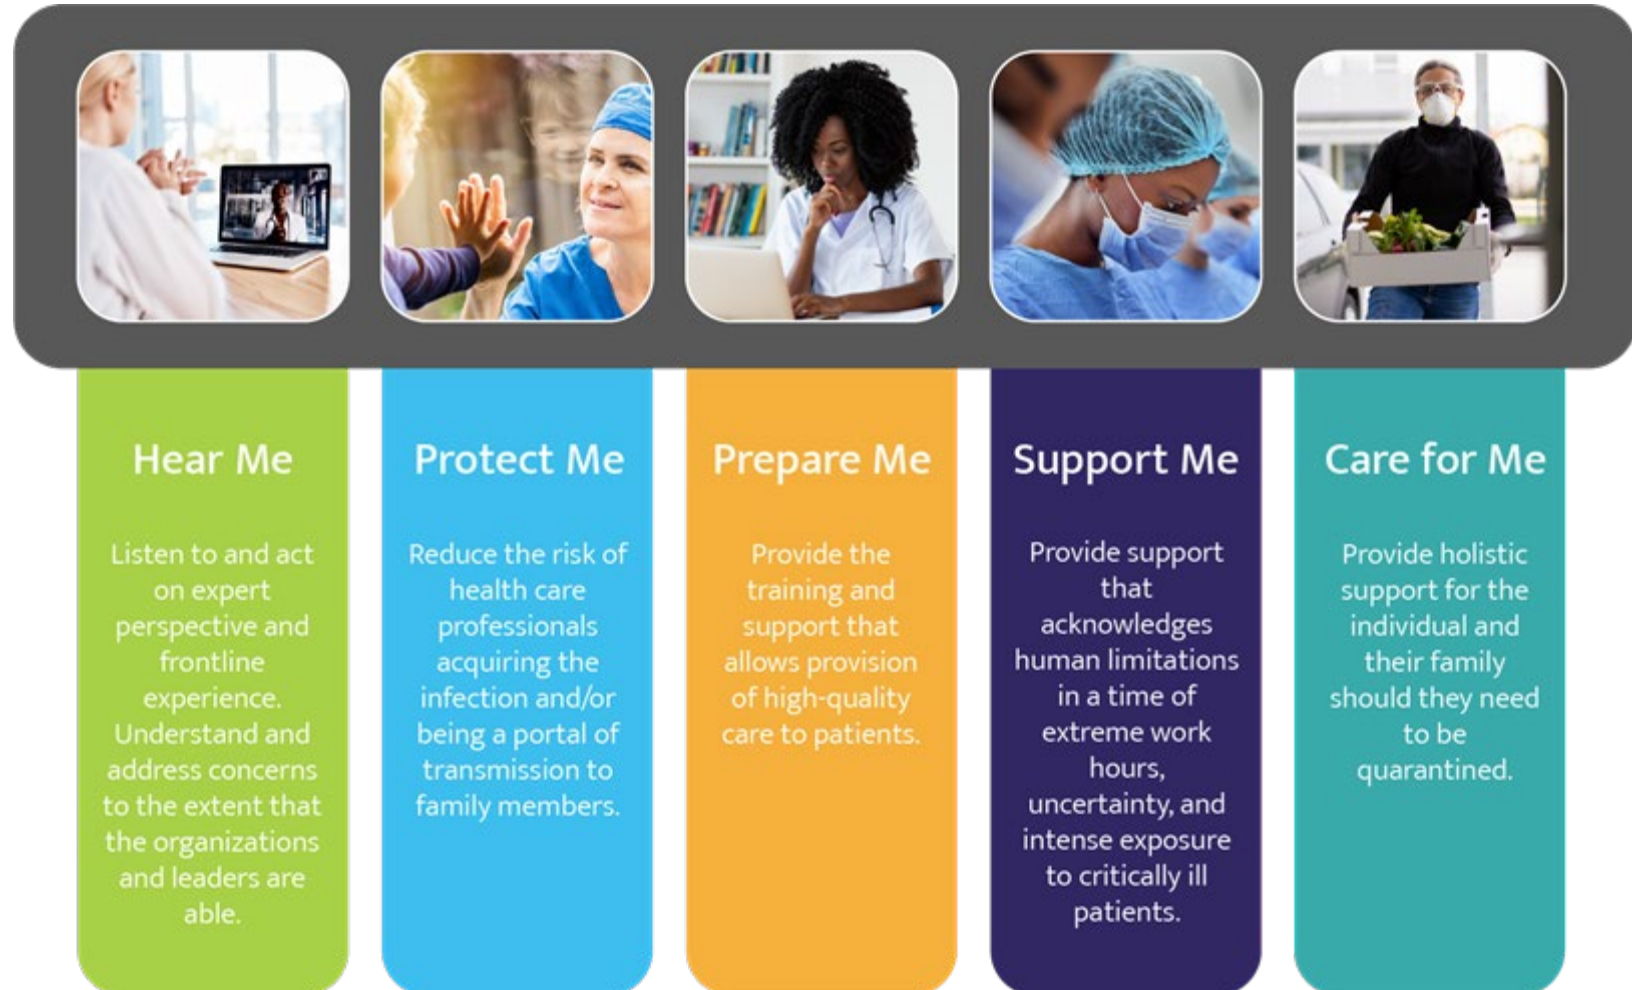 Hear Me
Listen to and act
on expert
perspective and
frontline
experience.
Understand and
address concerns
to the extent that
the organizations
and leaders are
able.
Protect Me
Reduce the risk of
health care
professionals
acquiring the
infection and/or
being a portal of
transmission to
family members.
Prepare Me
Provide the
training and
support that
allows provision
of high-quality
care to patients.
Support Me
Provide support
that
acknowledges
human limitations
in a time of
extreme work
hours,
uncertainty, and
intense exposure
to critically ill
patients.
Care for Me
Provide holistic
support for the
individual and
their family
should they need
to be
quarantined.